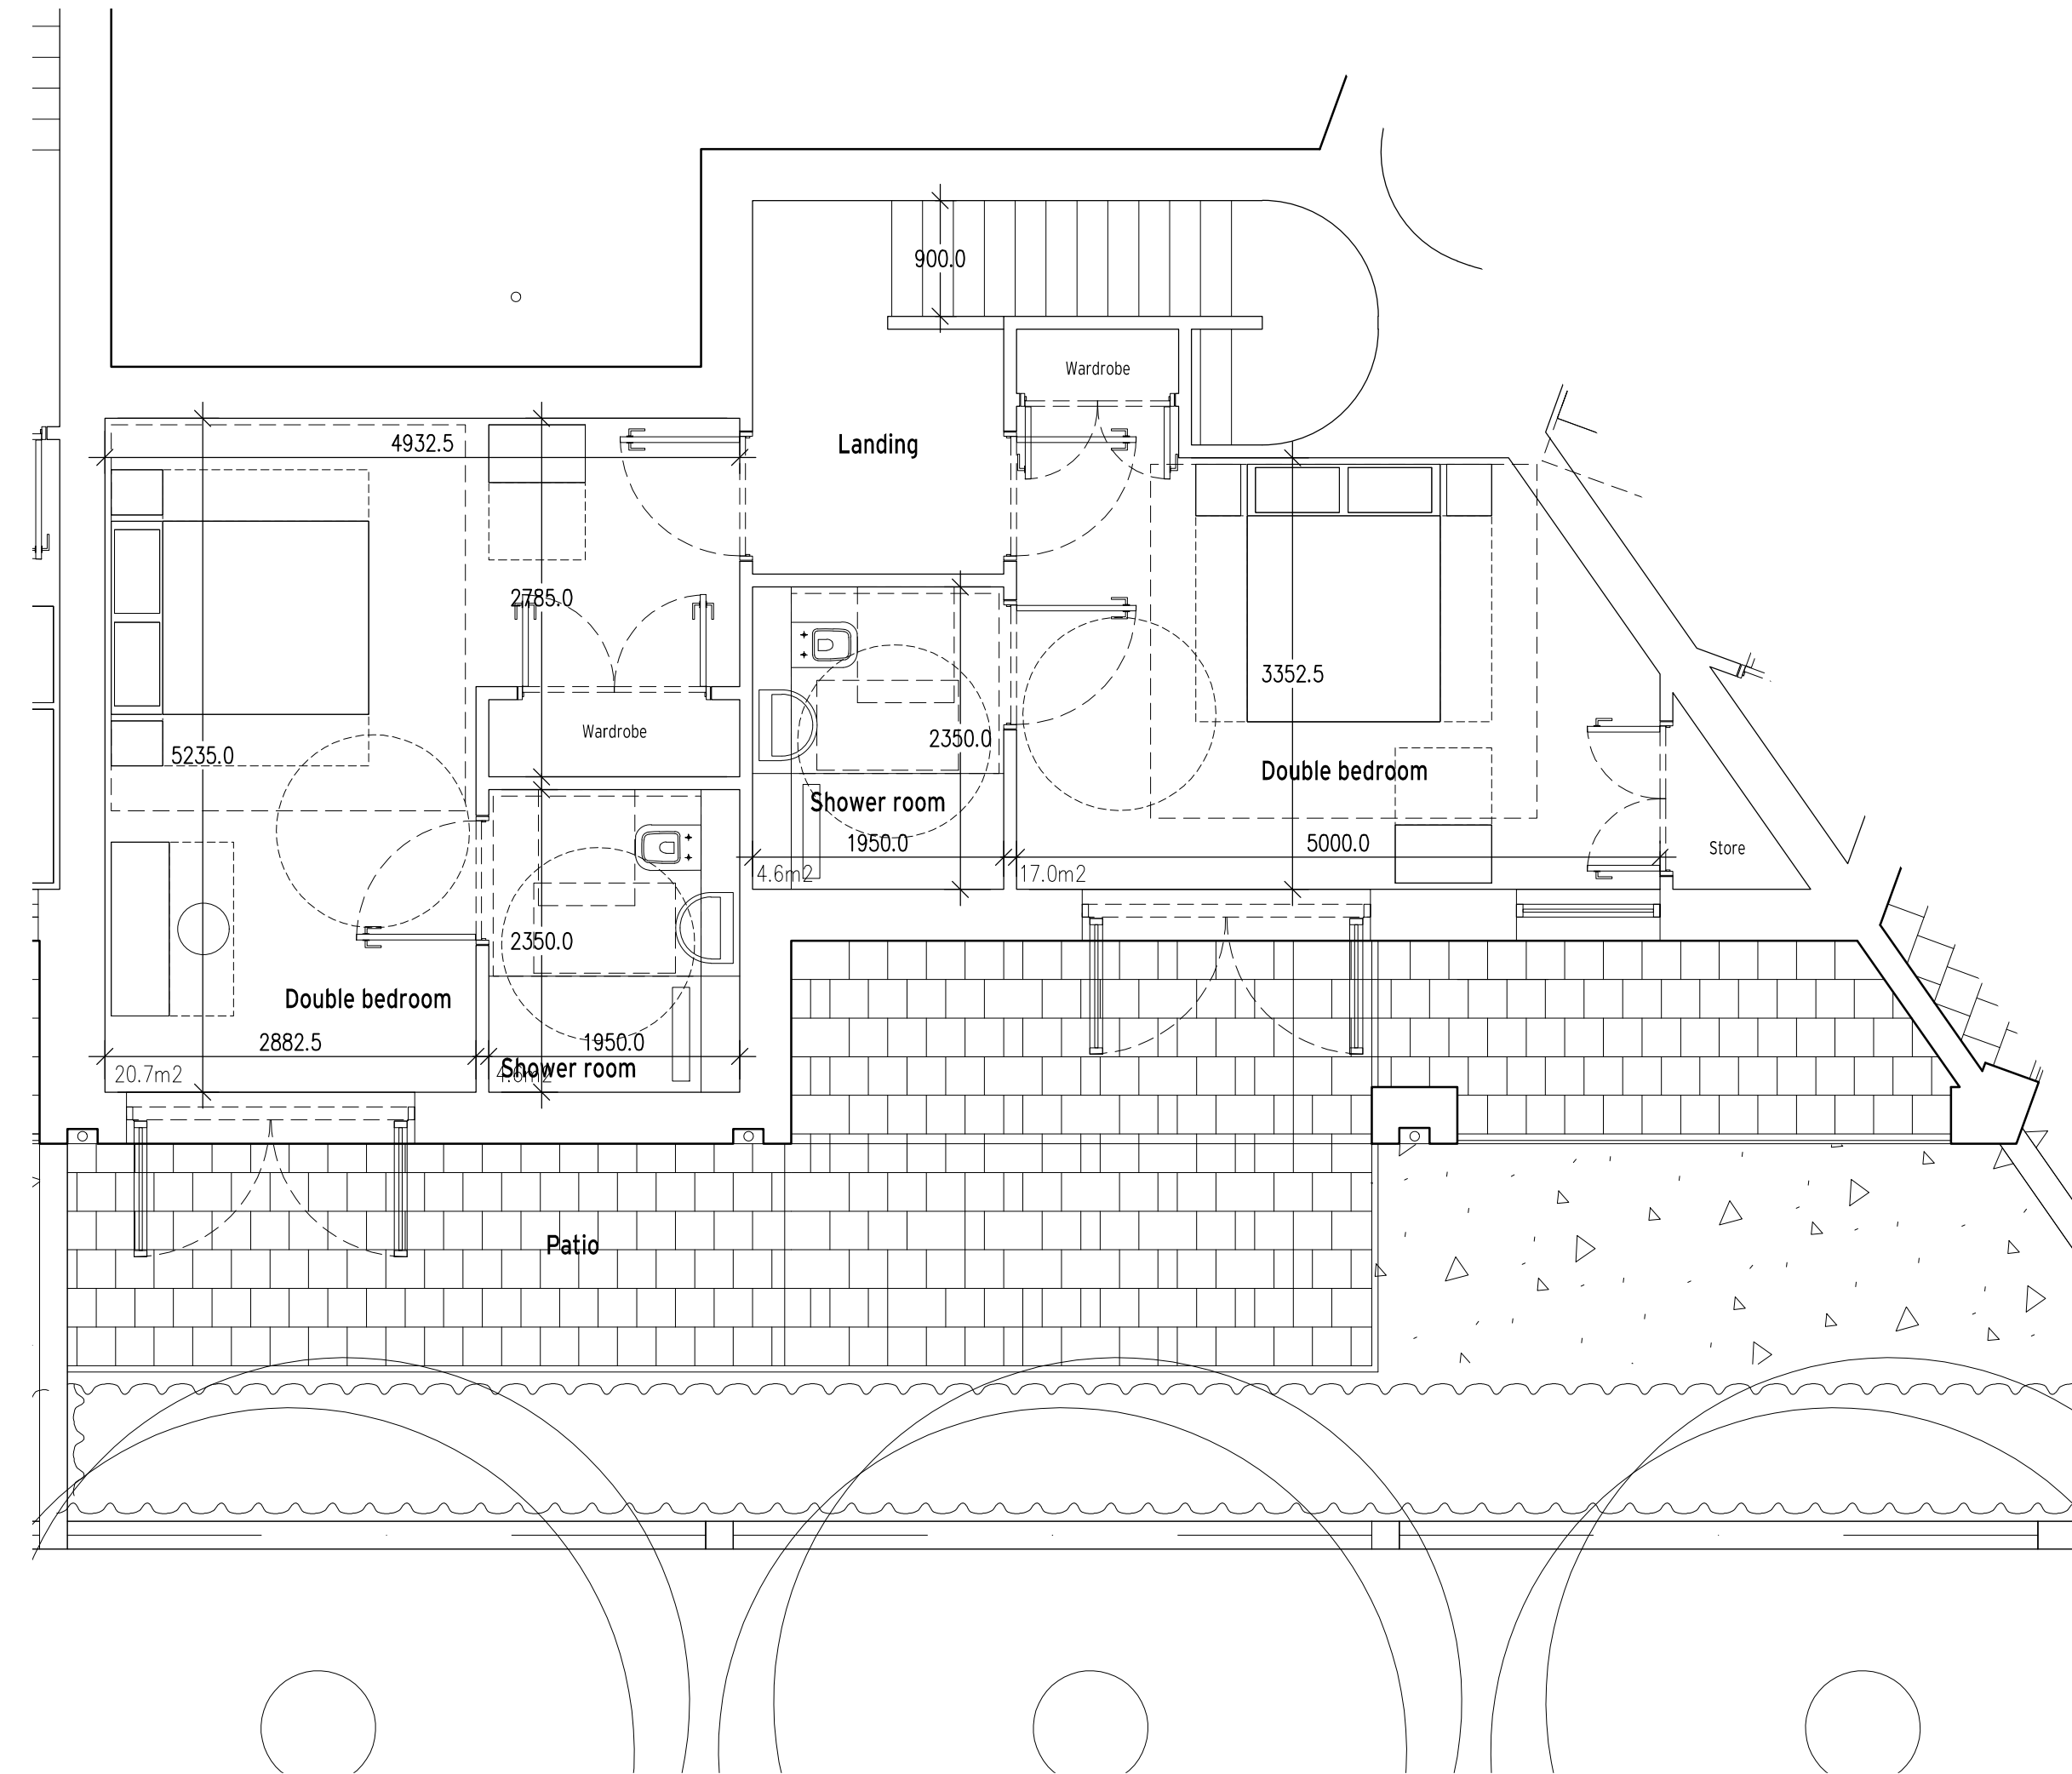 900.0
Wardrobe
4932.5
Landing
2785.0
3352.5
Wardrobe
2350.0
5235.0
Double bedroom
Shower room
1950.0
5000.0
Store
4.6m2
17.0m2
2350.0
Double bedroom
2882.5
1950.0
20.7m2
4.6m2
Shower room
Patio